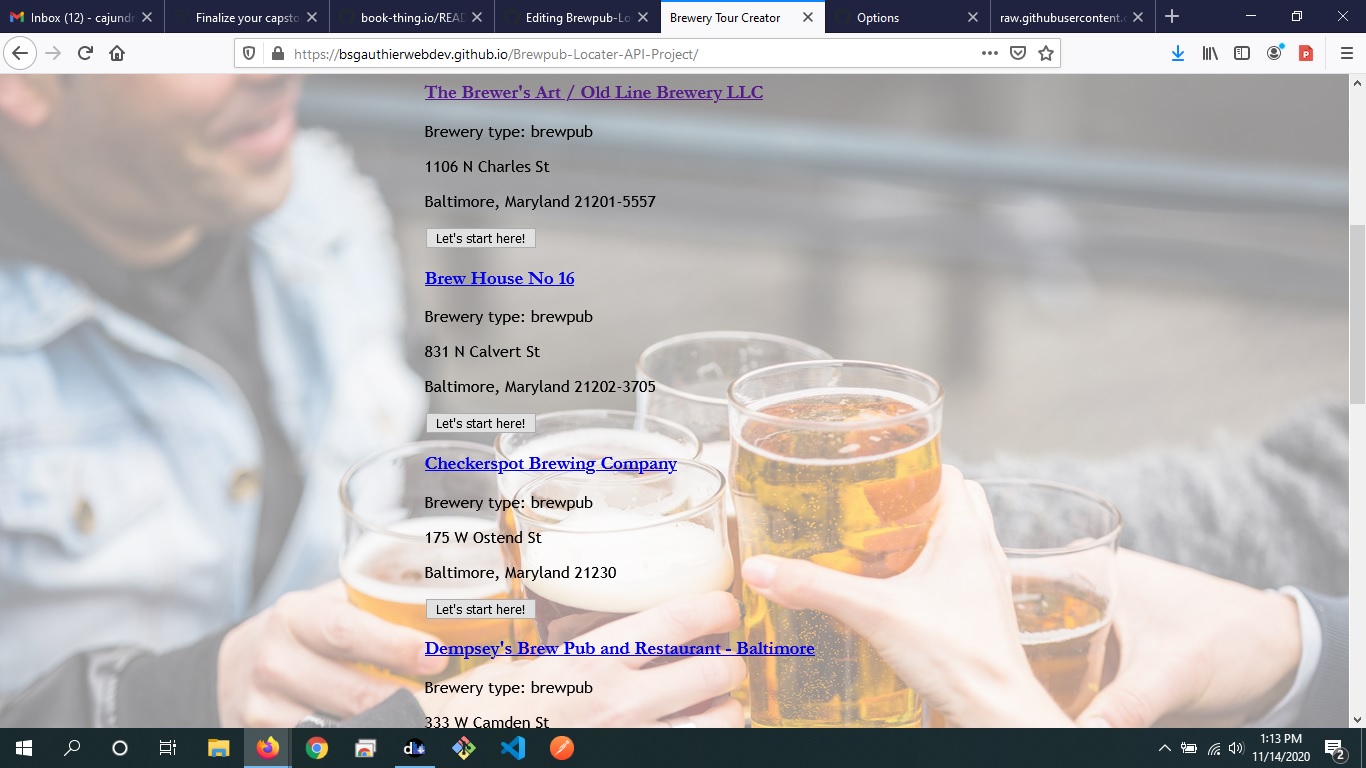 Inbox (12) - cajundr
Finalize your capsto
book-thing.io/READ
Editing Brewpub-Lo
Brewery Tour Creator
Options
raw.githubusercontent.c
https://bsgauthierwebdev.github.io/Brewpub-Locater-API-Project/
The Brewer's Art / Old Line Brewery LLC
Brewery type: brewpub
1106 N Charles St
Baltimore, Maryland 21201-5557
Let's start here!
Brew House No 16
Brewery type: brewpub
831 N Calvert St
Baltimore, Maryland 21202-3705
Let's start here!
Checkerspot Brewing Company
Brewery type: brewpub
175 W Ostend St
Baltimore, Maryland 21230
Let's start here!
Dempsey's Brew Pub and Restaurant - Baltimore
Brewery type: brewpub
333 W Camden St
1:13 PM
11/14/2020
2